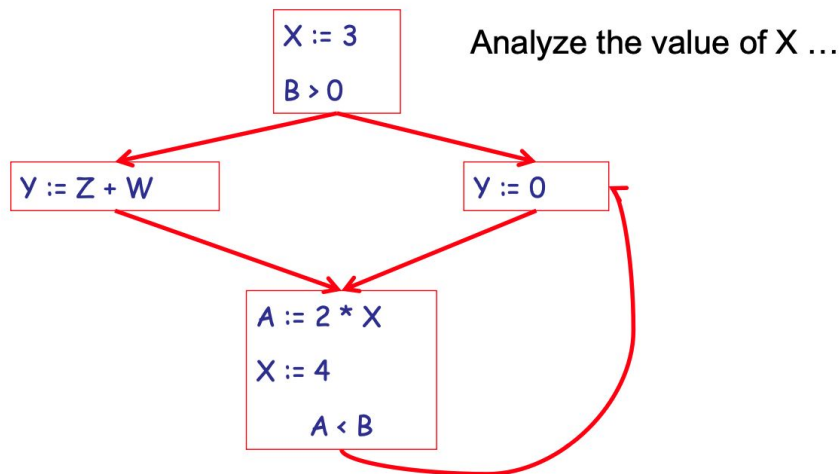 X := 3
Analyze the value of X …
B > 0
Y := Z + W
Y := 0
A := 2 * X
X := 4
A < B